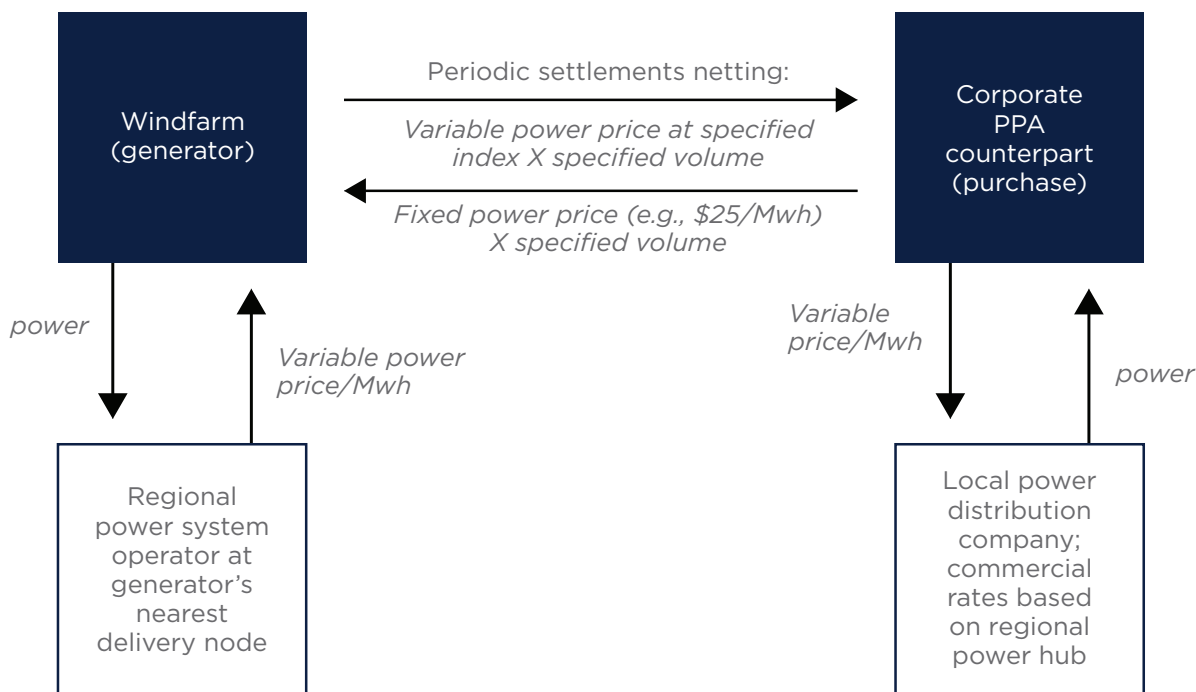 Windfarm
(generator)
Periodic settlements netting:
Variable power price at specified
index X specified volume
Fixed power price (e.g., $25/Mwh)
X specified volume
Corporate
PPA
counterpart
(purchase)
power
Variable power
price/Mwh
Variable
price/Mwh
power
Regional
power system
operator at
generator's
nearest
delivery node
Local power
distribution
company;
commercial
rates based
on regional
power hub